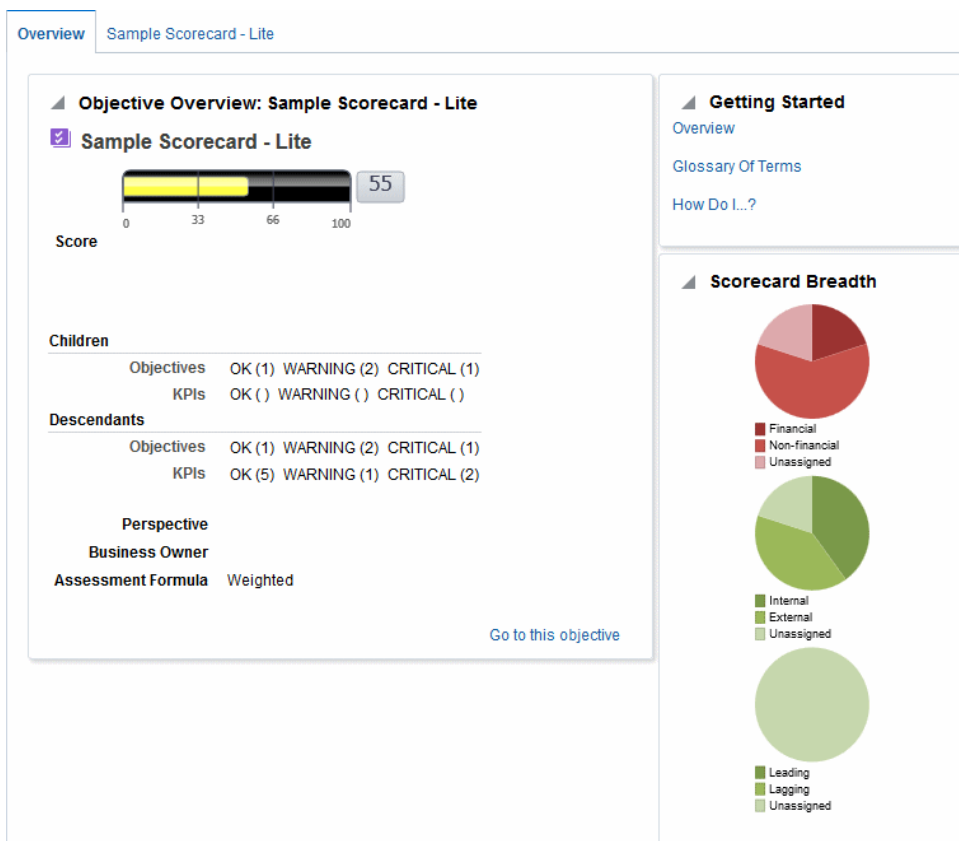 Overview Sample Scorecard - Lite
Objective Overview: Sample Scorecard - Lite
Sample Scorecard - Lite
55
0 33 66 100
Score
Children
Objectives OK (1) WARNING (2) CRITICAL (1)
KPIs OK ( ) WARNING ( ) CRITICAL ( )
Descendants
Objectives OK (1) WARNING (2) CRITICAL (1)
KPIs OK (5) WARNING (1) CRITICAL (2)
Perspective
Business Owner
Assessment Formula Weighted
Go to this objective
Getting Started
Overview
Glossary Of Terms
How Do I...?
Scorecard Breadth
Financial
Non-financial
Unassigned
Internal
External
Unassigned
Leading
Lagging
Unassigned